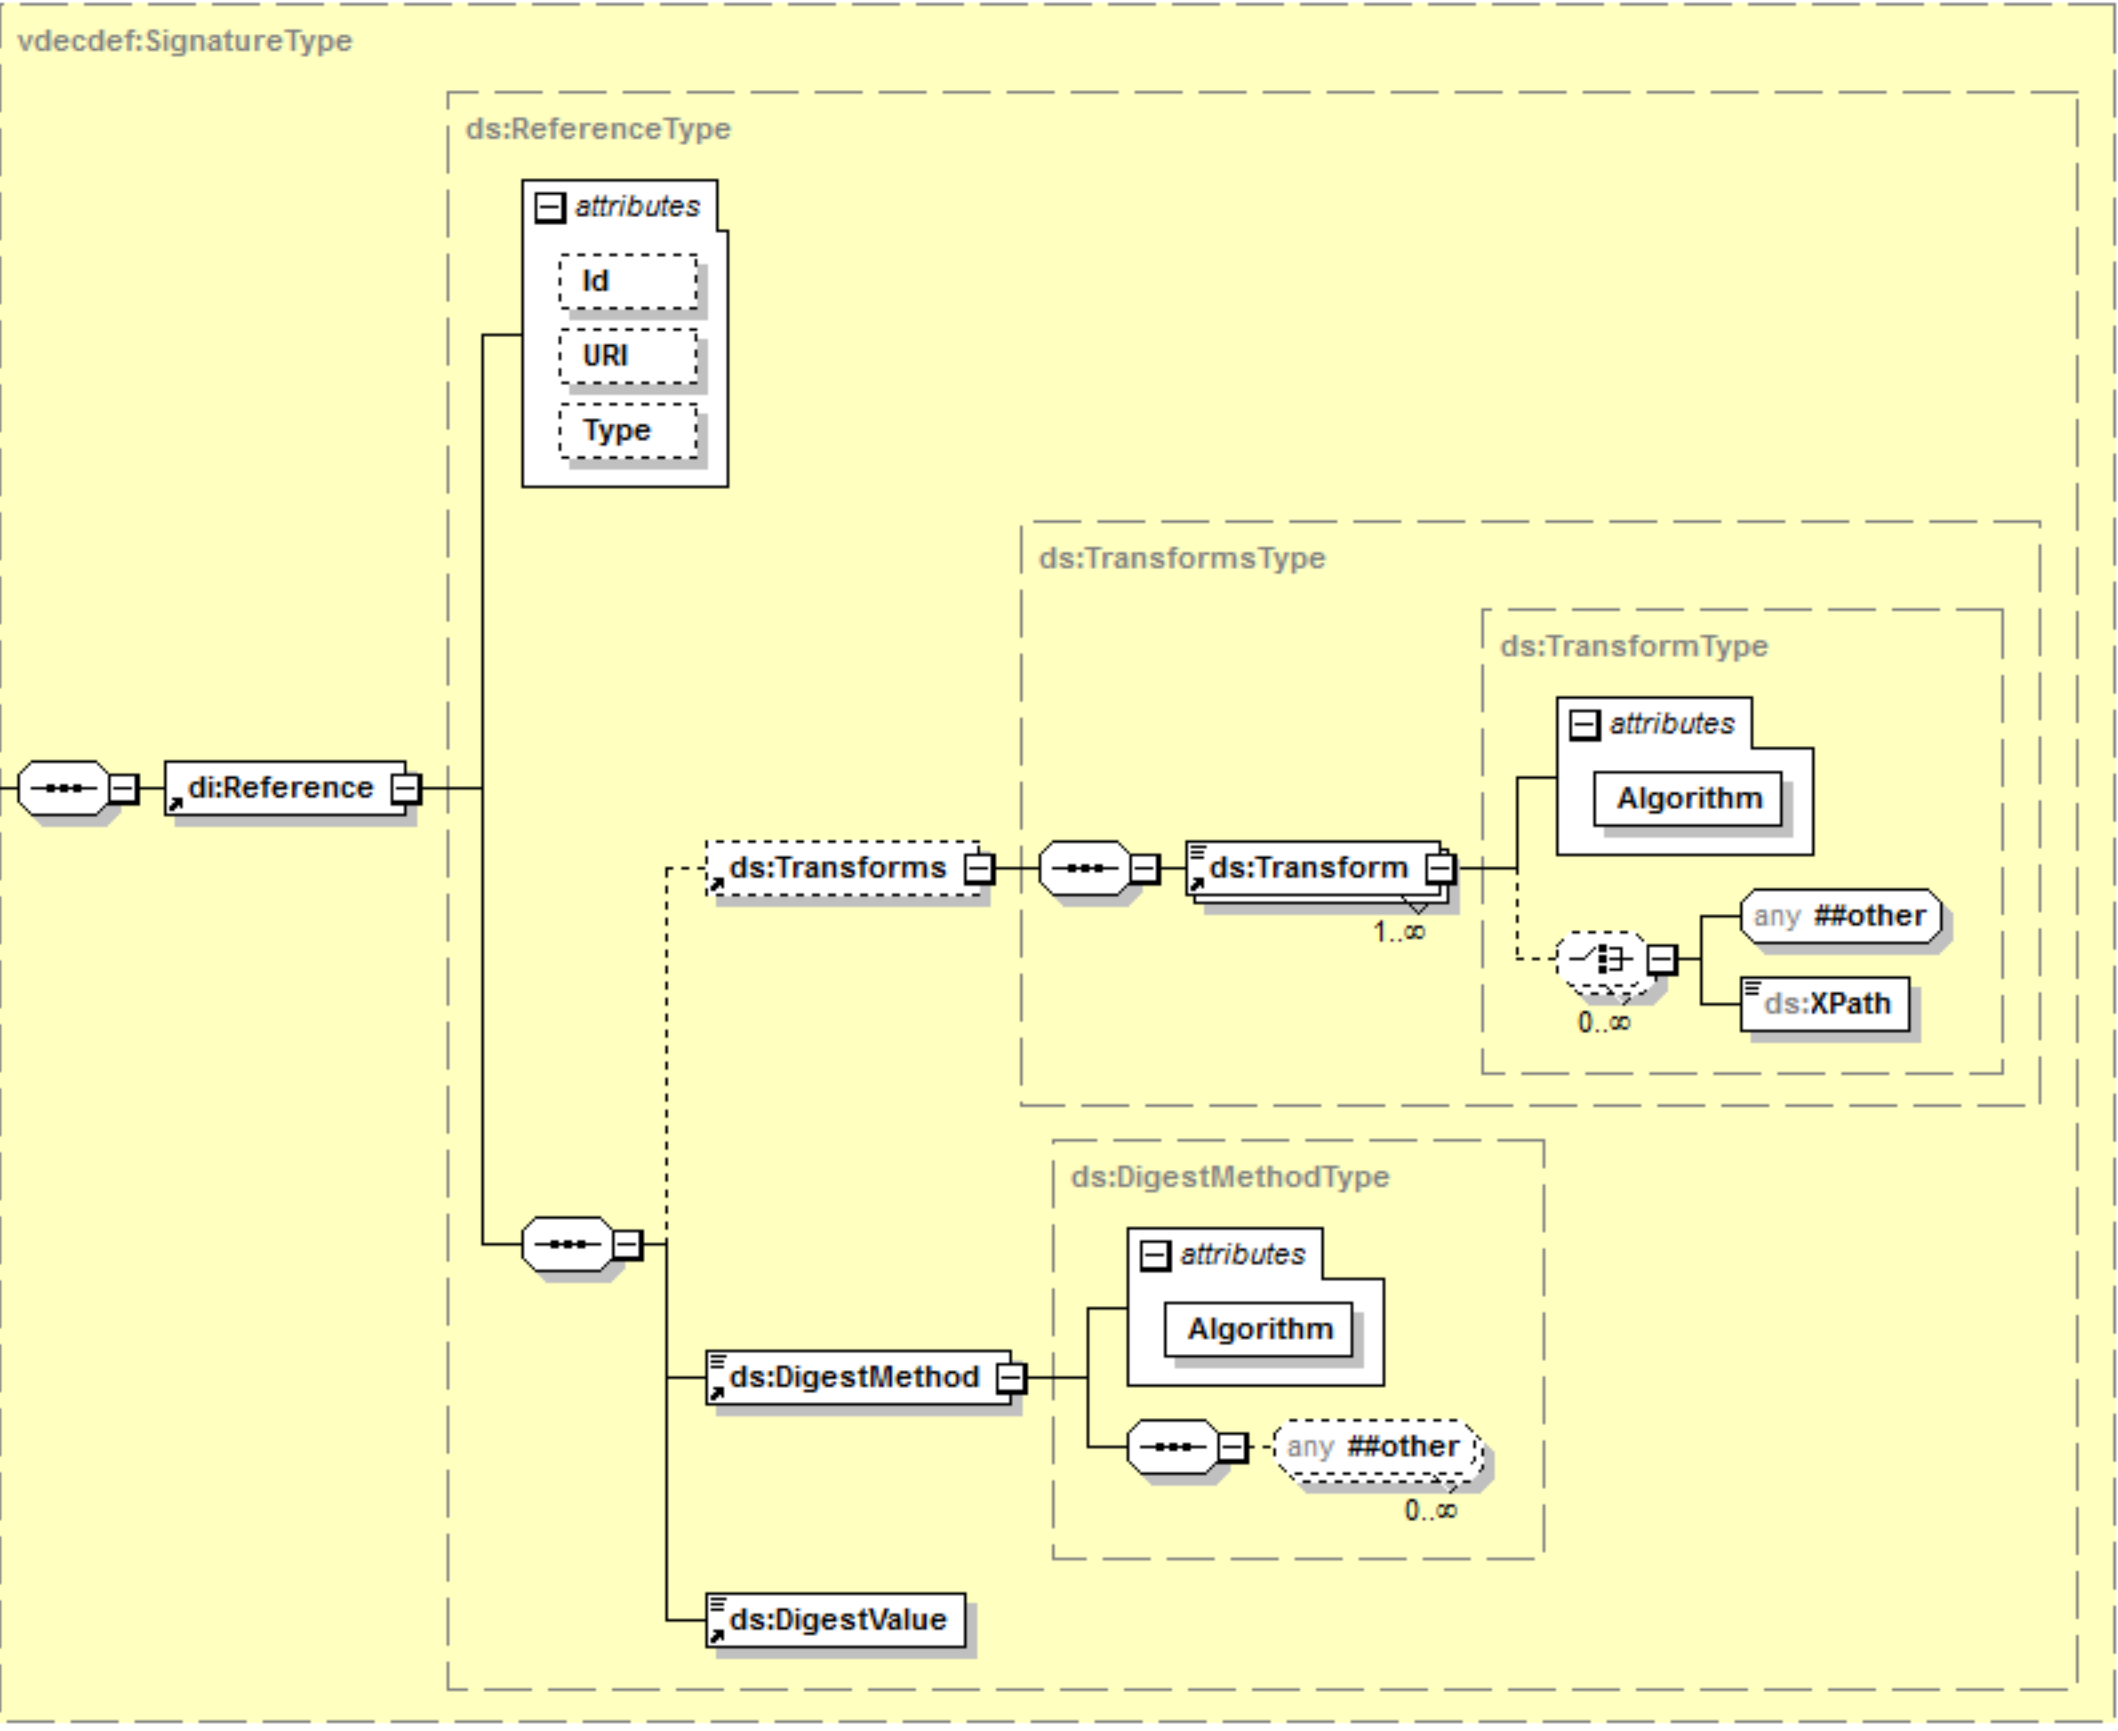 vdecdef:SignatureType
ds:ReferenceType
attributes
Id
URI
Type
ds:TransformsType
ds:TransformType
attributes
Algorithm
di:Reference
ds:Transforms
ds:Transform
1..∞
any ##other
0..∞
ds:XPath
ds:DigestMethodType
attributes
Algorithm
ds:DigestMethod
any ##other
0..∞
ds:DigestValue